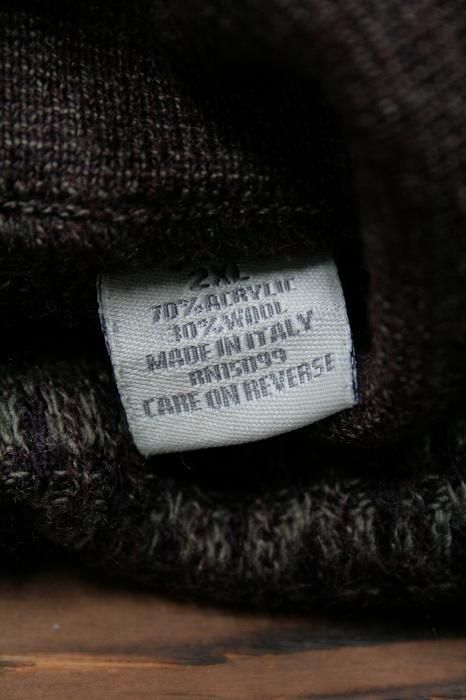 2XL
70% ACRYLIC
30% WOOL
MADE IN ITALY
RN15099
CARE ON REVERSE